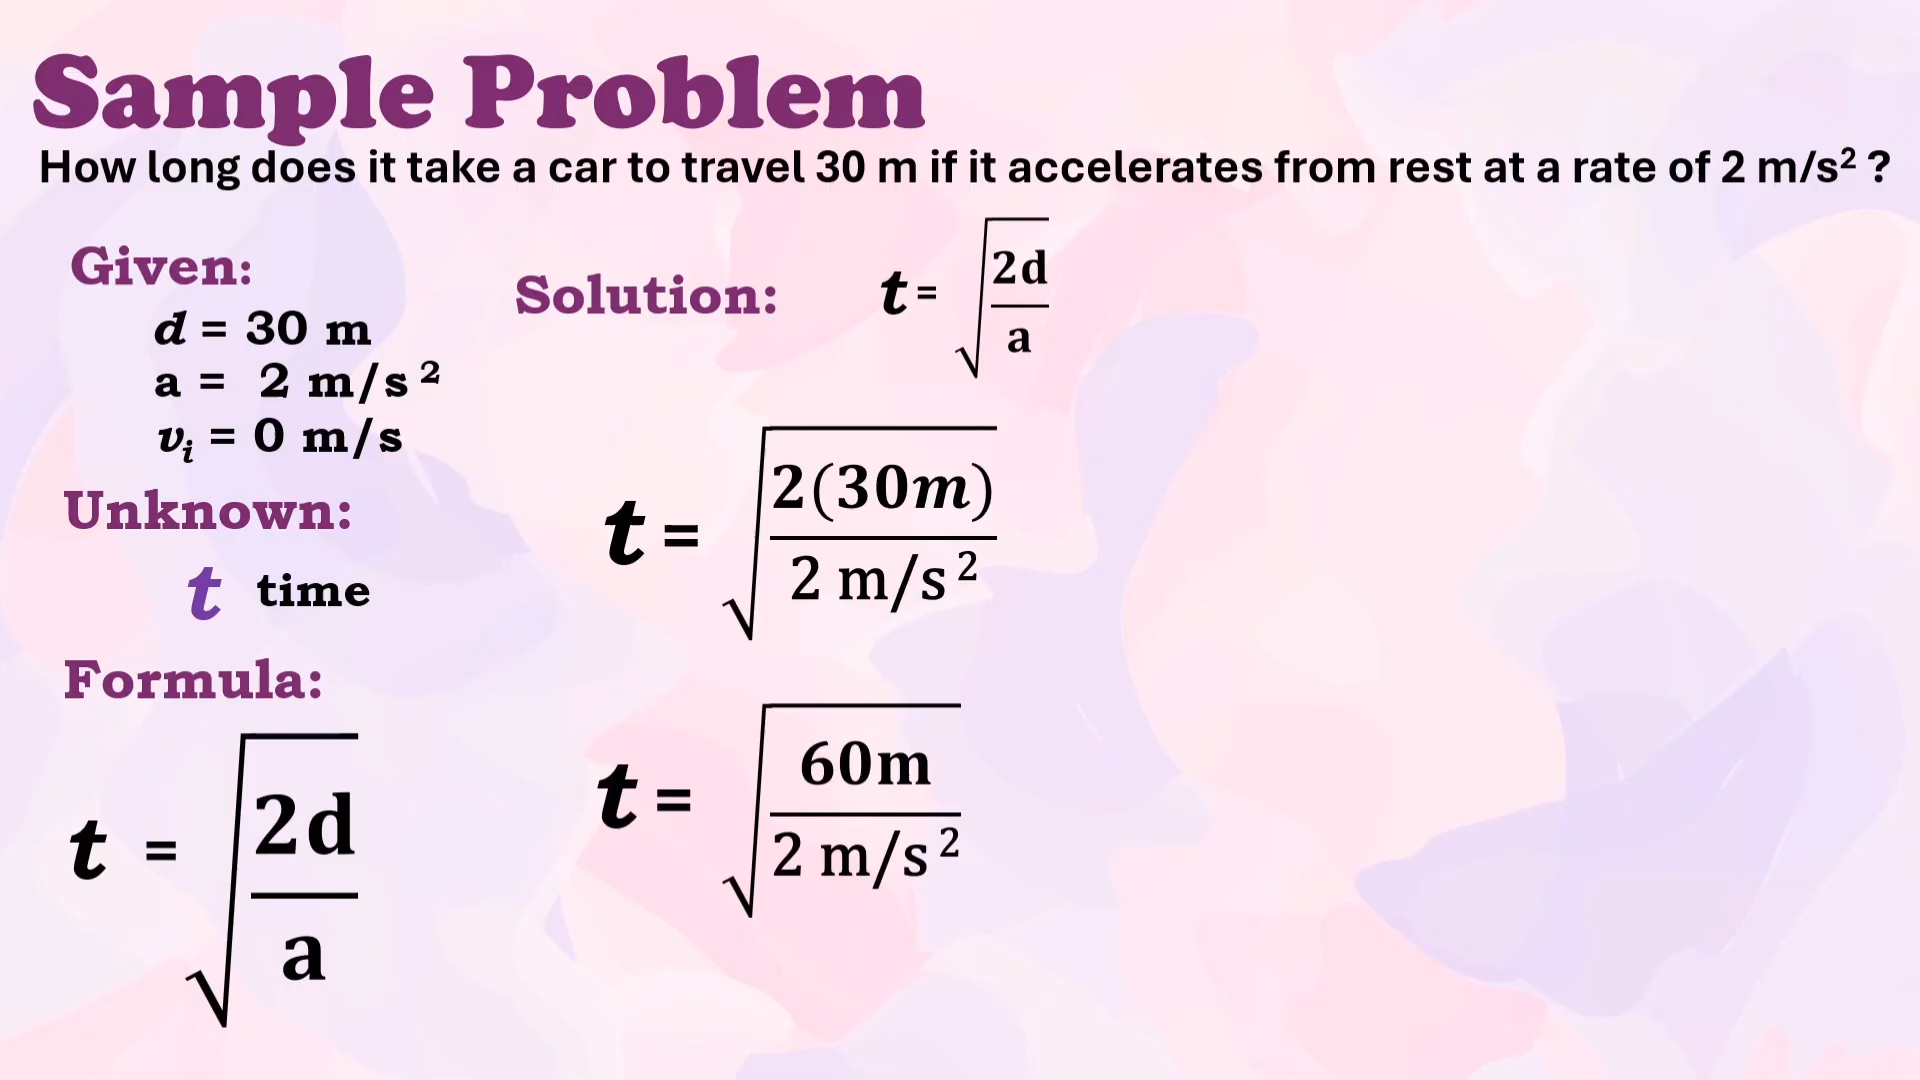 Sample Problem
How long does it take a car to travel 30 m if it accelerates from rest at a rate of 2 m/s² ?
Given:
d = 30 m
a = 2 m/s²
vᵢ = 0 m/s
Unknown:
t time
Formula:
t = √(2d/a)
Solution: t = √(2d/a)
t = √(2(30m)/2 m/s²)
t = √(60m/2 m/s²)